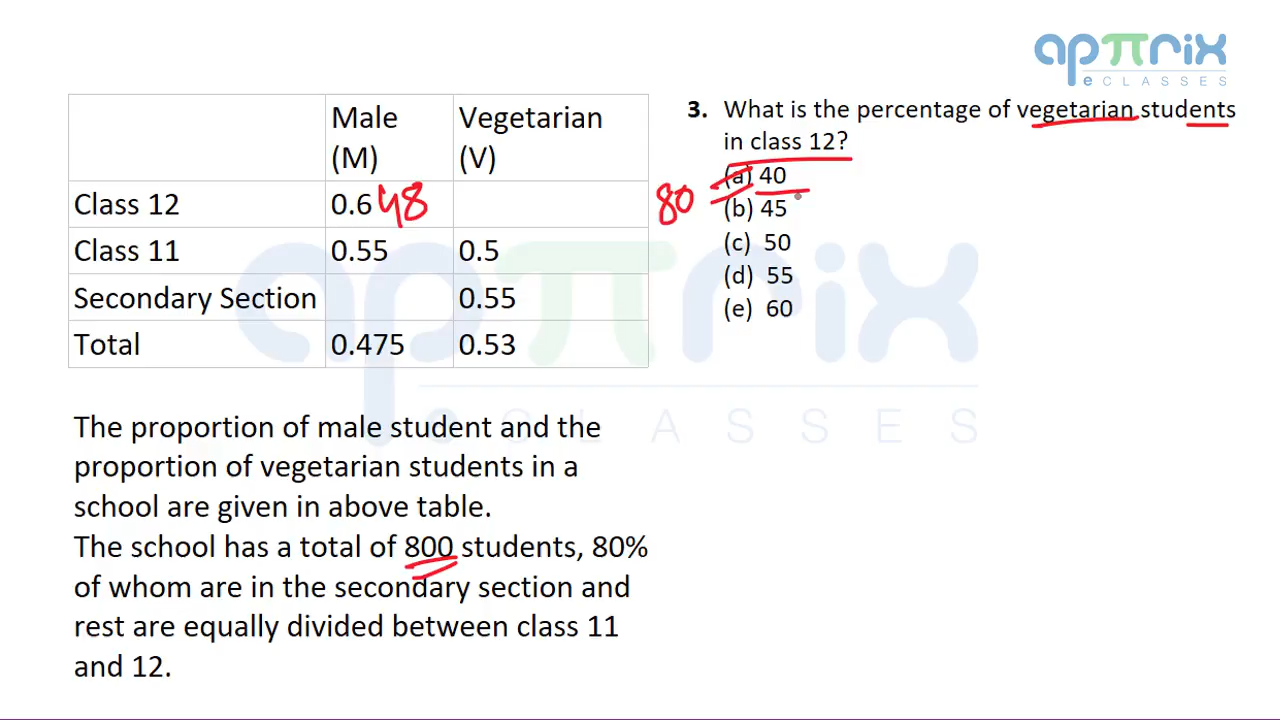 apπrix
eCLASSES
Male Vegetarian
(M) (V)
Class 12 0.6 48
Class 11 0.55 0.5
Secondary Section 0.55
Total 0.475 0.53
The proportion of male student and the
proportion of vegetarian students in a
school are given in above table.
The school has a total of 800 students, 80%
of whom are in the secondary section and
rest are equally divided between class 11
and 12.
3. What is the percentage of vegetarian students
in class 12?
80 (a) 40
(b) 45
(c) 50
(d) 55
(e) 60
apπrix
eCLASSES